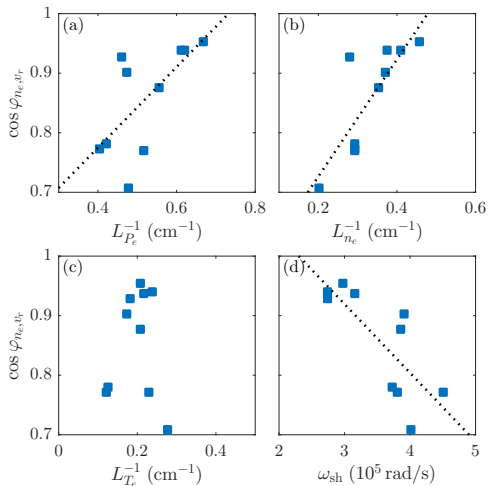 (a)
(b)
1
0.9
0.8
0.7
cos φ_{n_e,v_r}
0.4 0.6 0.8
0.2 0.4 0.6
L_{P_e}^{-1} (cm^{-1})
L_{n_e}^{-1} (cm^{-1})
(c)
(d)
1
0.9
0.8
0.7
cos φ_{n_e,v_r}
0 0.2 0.4
2 3 4 5
L_{T_e}^{-1} (cm^{-1})
ω_{sh} (10^5 rad/s)